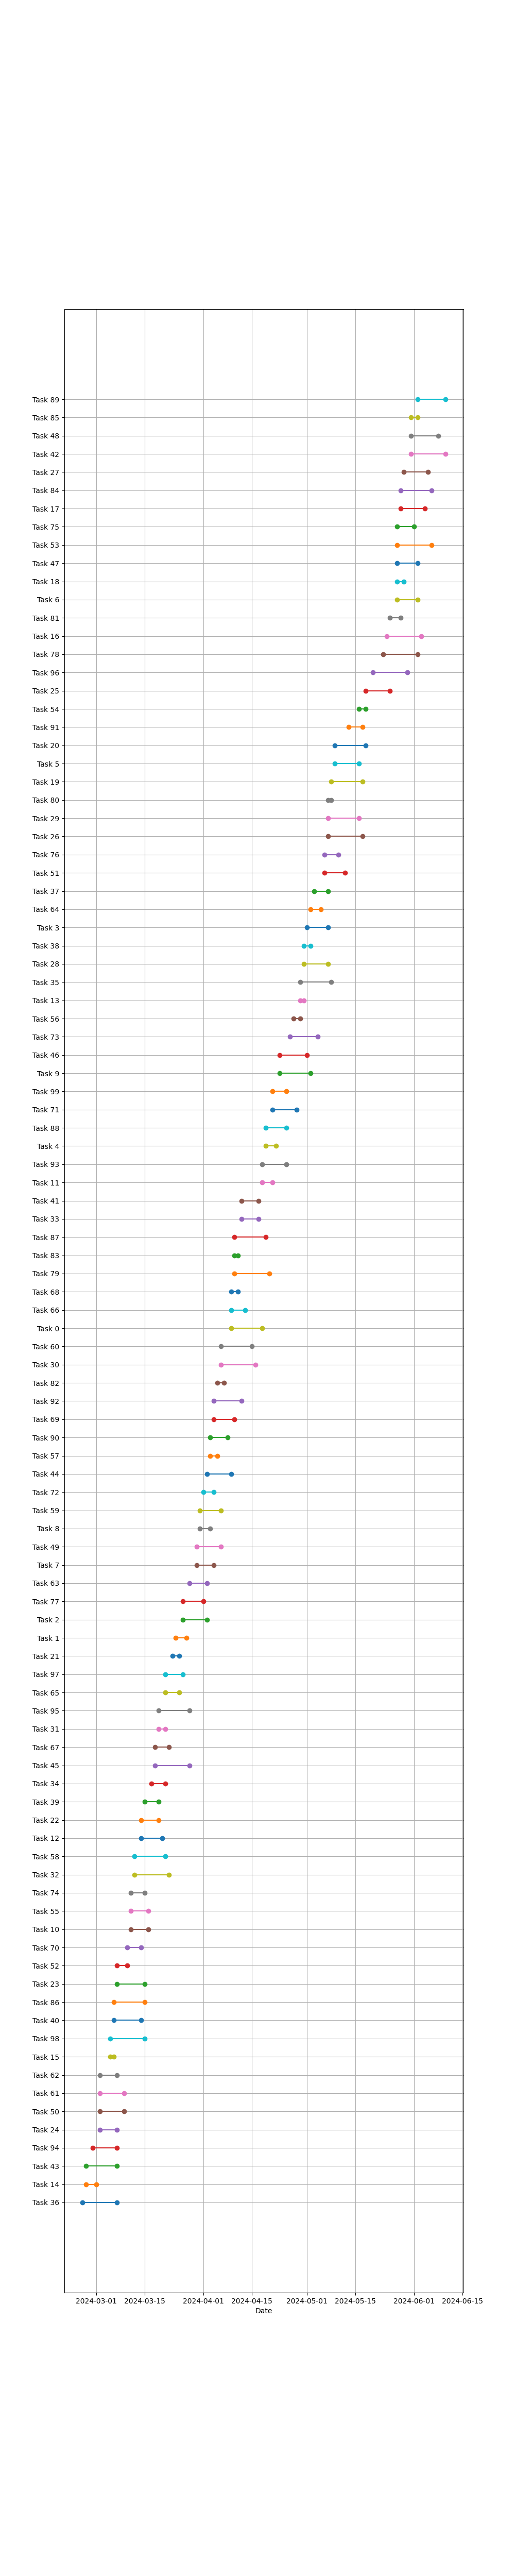 Task 89
Task 85
Task 48
Task 42
Task 27
Task 84
Task 17
Task 75
Task 53
Task 47
Task 18
Task 6
Task 81
Task 16
Task 78
Task 96
Task 25
Task 54
Task 91
Task 20
Task 5
Task 19
Task 80
Task 29
Task 26
Task 76
Task 51
Task 37
Task 64
Task 3
Task 38
Task 28
Task 35
Task 13
Task 56
Task 73
Task 46
Task 9
Task 99
Task 71
Task 88
Task 4
Task 93
Task 11
Task 41
Task 33
Task 87
Task 83
Task 79
Task 68
Task 66
Task 0
Task 60
Task 30
Task 82
Task 92
Task 69
Task 90
Task 57
Task 44
Task 72
Task 59
Task 8
Task 49
Task 7
Task 63
Task 77
Task 2
Task 1
Task 21
Task 97
Task 65
Task 95
Task 31
Task 67
Task 45
Task 34
Task 39
Task 22
Task 12
Task 58
Task 32
Task 74
Task 55
Task 10
Task 70
Task 52
Task 23
Task 86
Task 40
Task 98
Task 15
Task 62
Task 61
Task 50
Task 24
Task 94
Task 43
Task 14
Task 36
2024-03-01 2024-03-15 2024-04-01 2024-04-15 2024-05-01 2024-05-15 2024-06-01 2024-06-15
Date